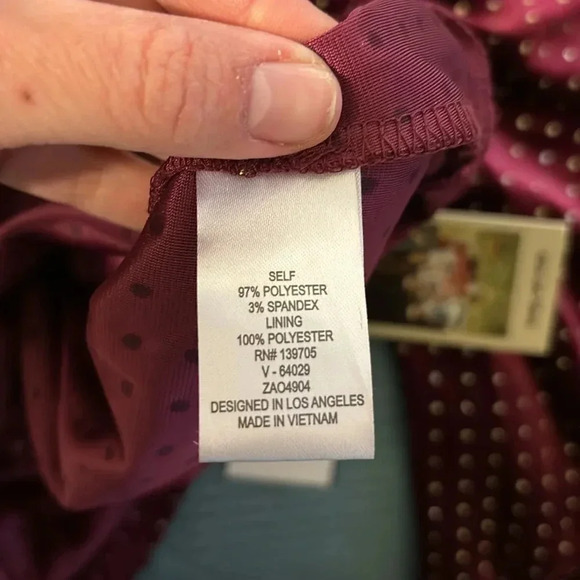 SELF
97% POLYESTER
3% SPANDEX
LINING
100% POLYESTER
RN# 139705
V - 64029
ZAO4904
DESIGNED IN LOS ANGELES
MADE IN VIETNAM